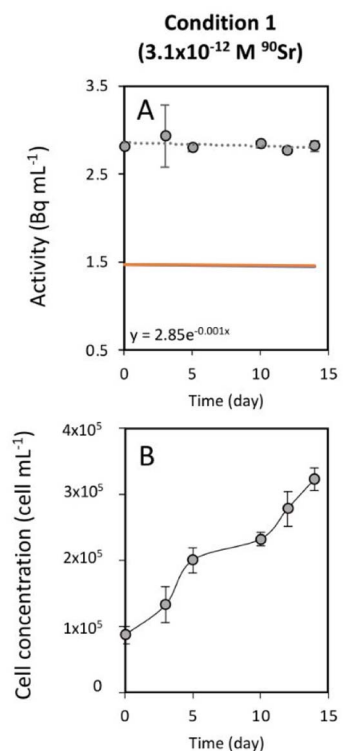 Condition 1
(3.1x10⁻¹² M ⁹⁰Sr)
3.5
A
2.5
Activity (Bq mL⁻¹)
1.5
y = 2.85e⁻⁰·⁰⁰¹ˣ
0.5
0 5 10 15
Time (day)
4x10⁵
B
3x10⁵
Cell concentration (cell mL⁻¹)
2x10⁵
1x10⁵
0
0 5 10 15
Time (day)